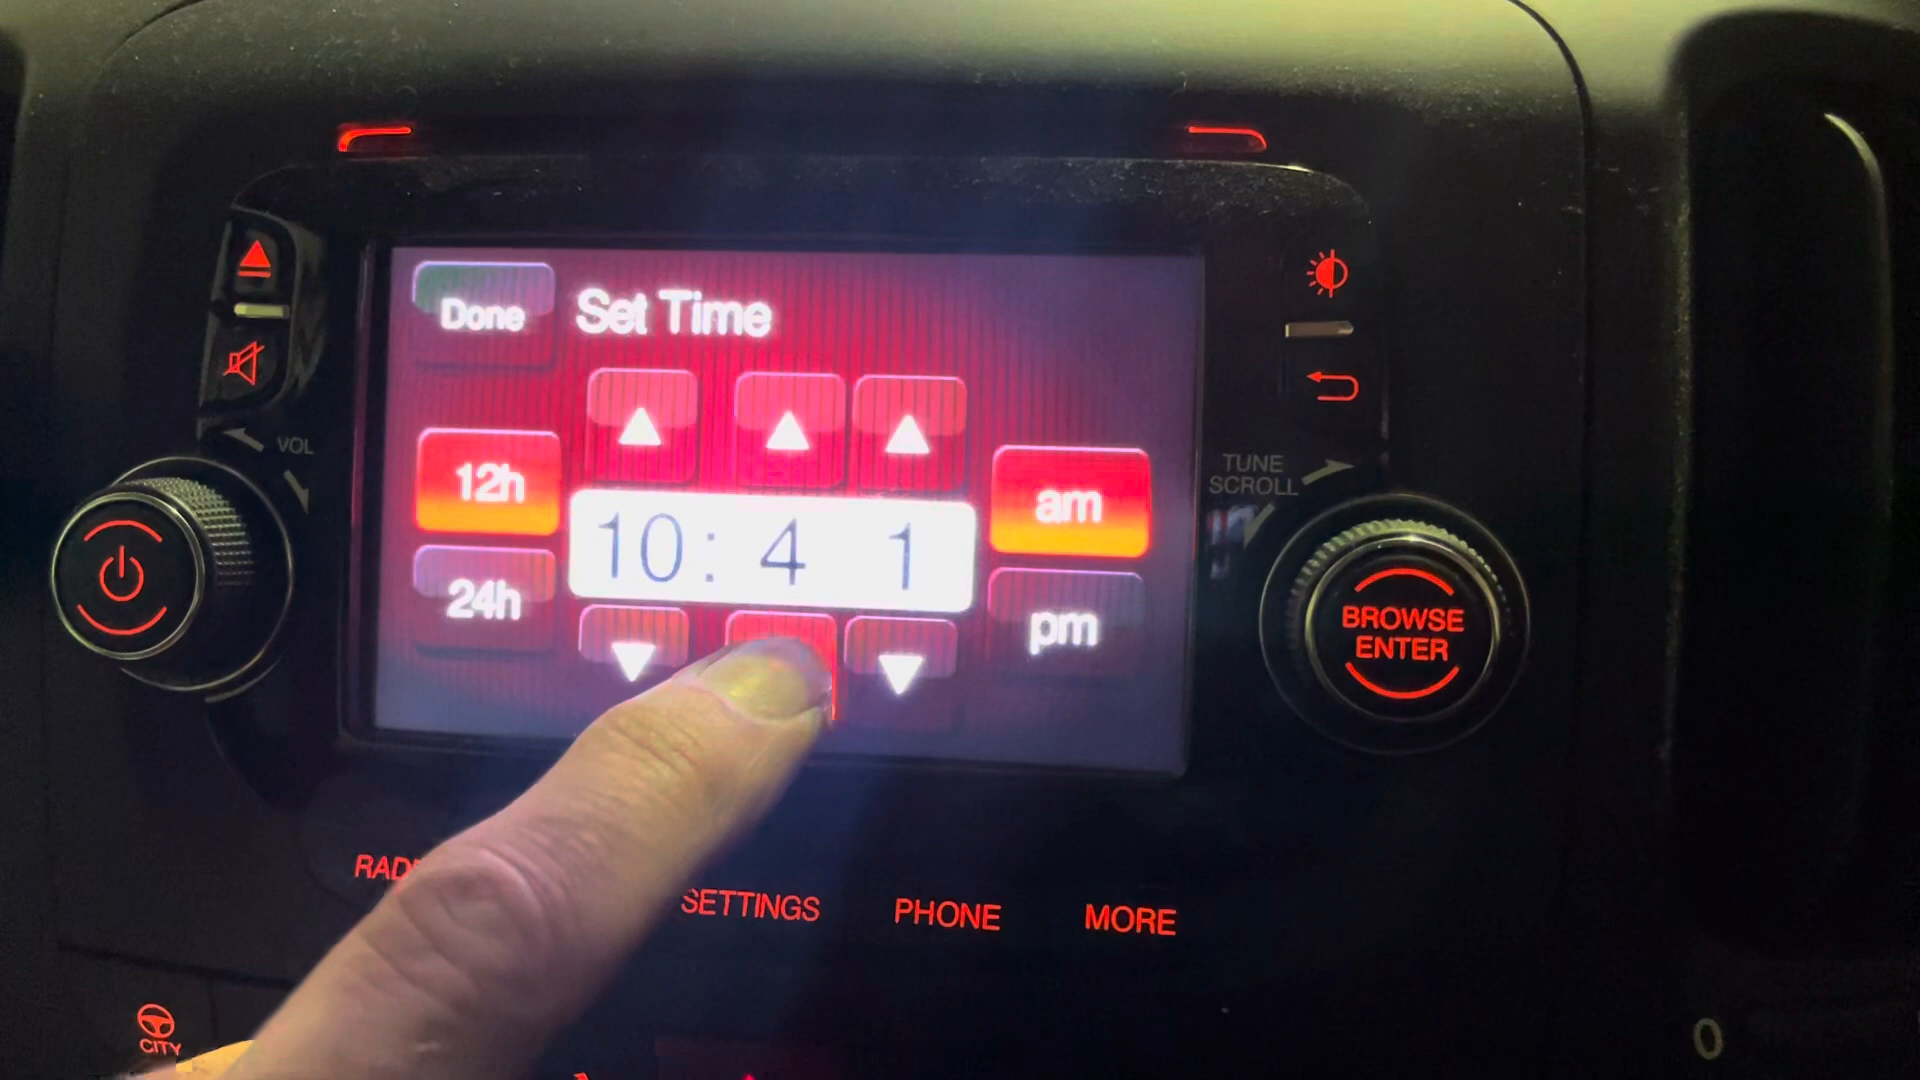 Done
Set Time
VOL
12h
am
TUNE
SCROLL
10: 4 1
24h
pm
BROWSE
ENTER
SETTINGS
PHONE
MORE
CITY
0